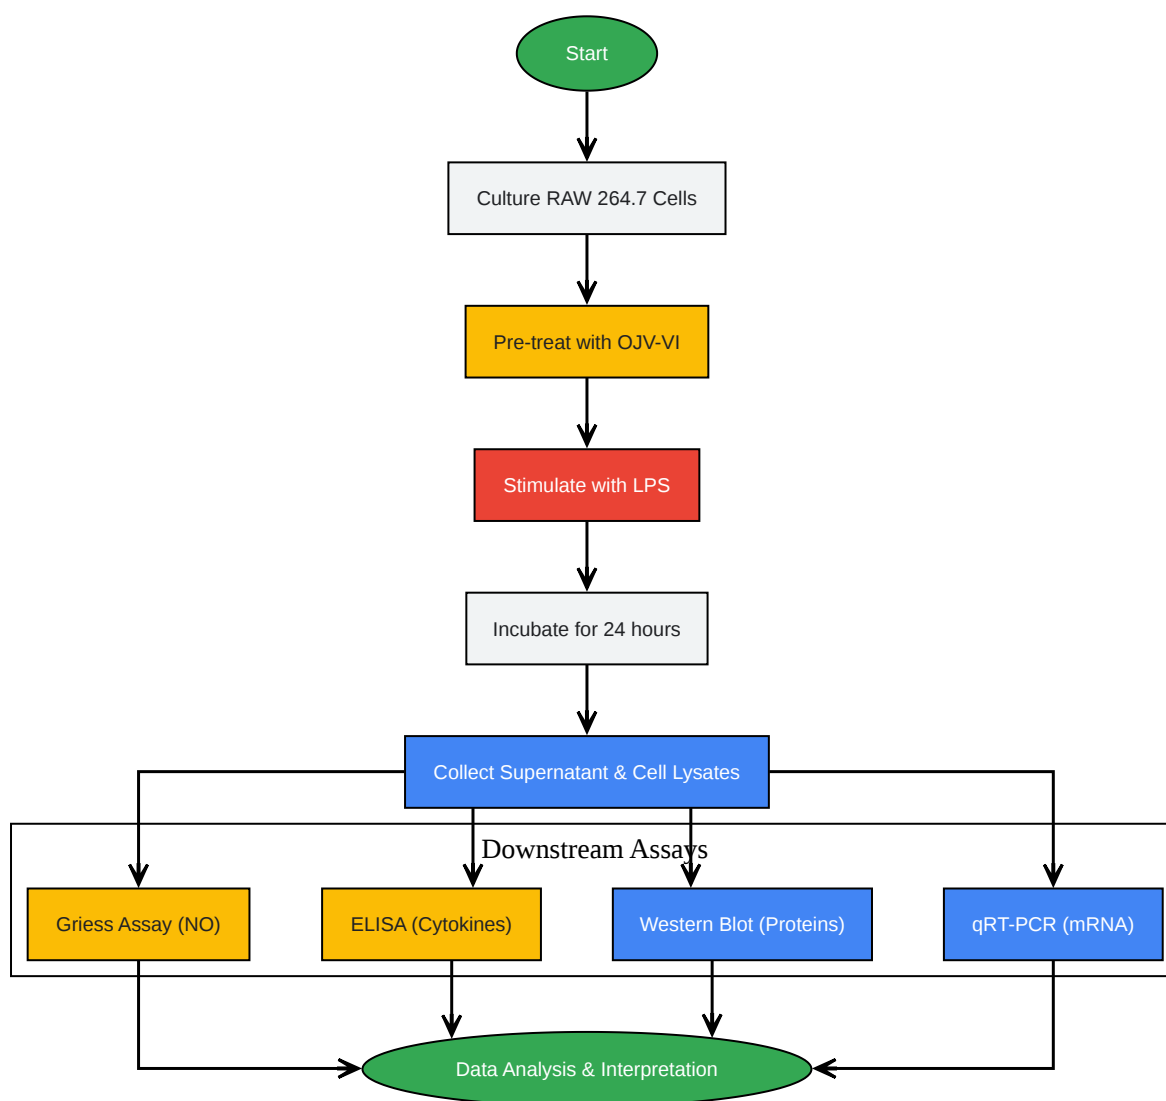 Start
Culture RAW 264.7 Cells
Pre-treat with OJV-VI
Stimulate with LPS
Incubate for 24 hours
Collect Supernatant & Cell Lysates
Downstream Assays
Griess Assay (NO)
ELISA (Cytokines)
Western Blot (Proteins)
qRT-PCR (mRNA)
Data Analysis & Interpretation